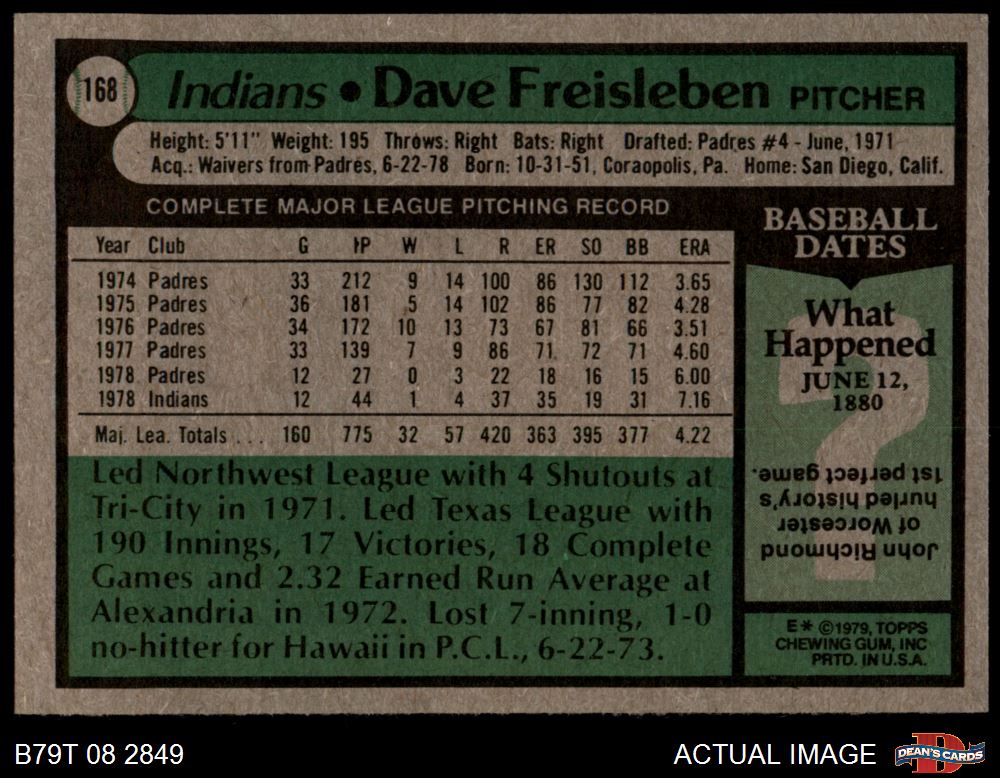 168
Indians • Dave Freisleben PITCHER
Height: 5'11" Weight: 195 Throws: Right Bats: Right Drafted: Padres #4 - June, 1971
Acq.: Waivers from Padres, 6-22-78 Born: 10-31-51, Coraopolis, Pa. Home: San Diego, Calif.
COMPLETE MAJOR LEAGUE PITCHING RECORD
Year Club G IP W L R ER SO BB ERA
1974 Padres 33 212 9 14 100 86 130 112 3.65
1975 Padres 36 181 5 14 102 86 77 82 4.28
1976 Padres 34 172 10 13 73 67 81 66 3.51
1977 Padres 33 139 7 9 86 71 72 71 4.60
1978 Padres 12 27 0 3 22 18 16 15 6.00
1978 Indians 12 44 1 4 37 35 19 31 7.16
Maj. Lea. Totals . . . 160 775 32 57 420 363 395 377 4.22
Led Northwest League with 4 Shutouts at
Tri-City in 1971. Led Texas League with
190 Innings, 17 Victories, 18 Complete
Games and 2.32 Earned Run Average at
Alexandria in 1972. Lost 7-inning, 1-0
no-hitter for Hawaii in P.C.L., 6-22-73.
BASEBALL
DATES
What
Happened
JUNE 12,
1880
?
John Richmond
of Worcester
hurled history's
1st perfect game.
E* ©1979, TOPPS
CHEWING GUM, INC
PRTD. IN U.S.A.
B79T 08 2849
ACTUAL IMAGE
DEAN'S CARDS